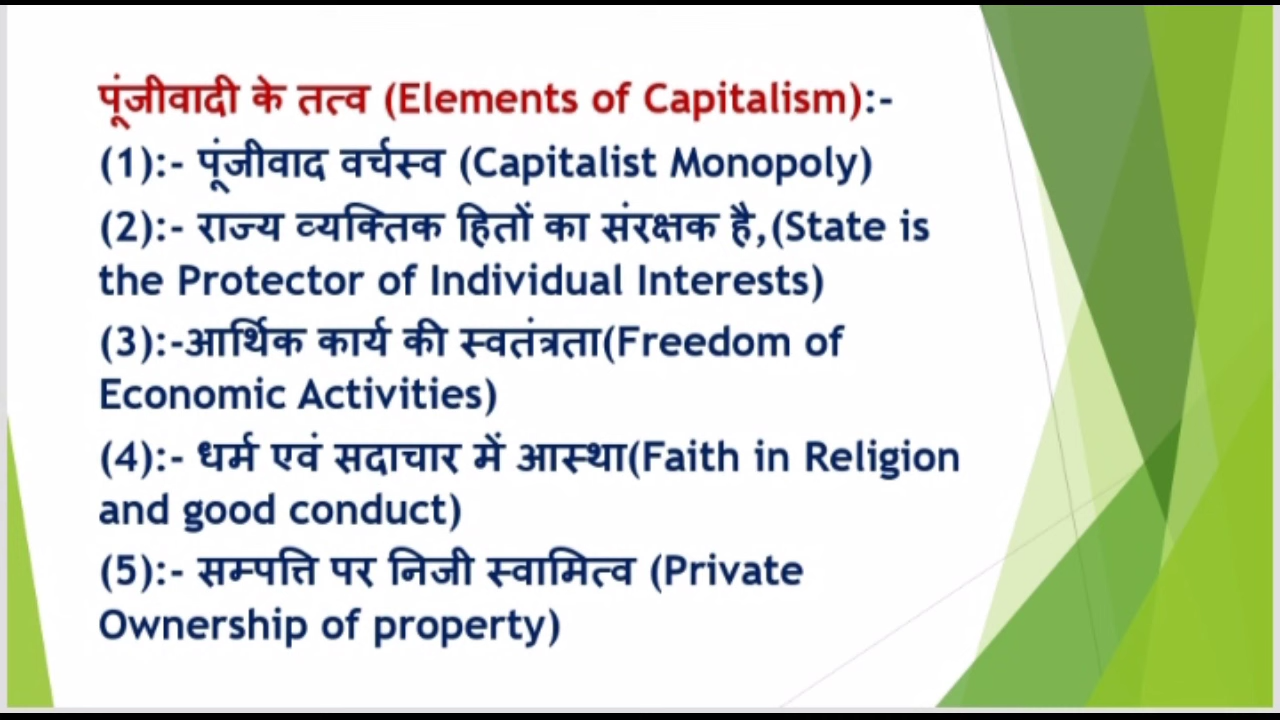 पूंजीवादी के तत्व (Elements of Capitalism):-
(1):- पूंजीवाद वर्चस्व (Capitalist Monopoly)
(2):- राज्य व्यक्तिक हितों का संरक्षक है,(State is
the Protector of Individual Interests)
(3):-आर्थिक कार्य की स्वतंत्रता(Freedom of
Economic Activities)
(4):- धर्म एवं सदाचार में आस्था(Faith in Religion
and good conduct)
(5):- सम्पत्ति पर निजी स्वामित्व (Private
Ownership of property)